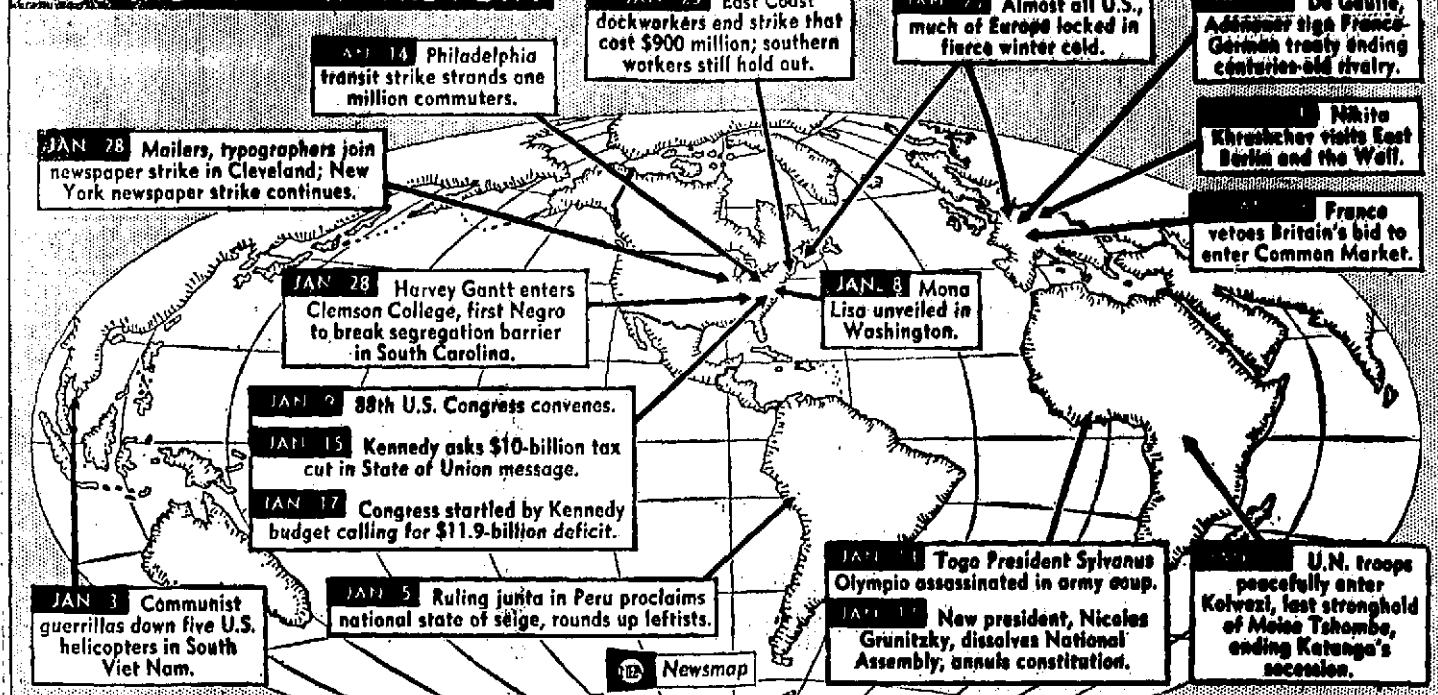 JAN 14 Philadelphia
transit strike strands one
million commuters.
East Coast
dockworkers end strike that
cost $900 million; southern
workers still hold out.
Almost all U.S.,
much of Europe locked in
fierce winter cold.
De Gaulle,
Adenauer sign Franco-
German treaty ending
centuries-old rivalry.
Nikita
Khrushchev visits East
Berlin and the Wall.
France
vetoes Britain's bid to
enter Common Market.
JAN 28 Mailers, typographers join
newspaper strike in Cleveland; New
York newspaper strike continues.
JAN 28 Harvey Gantt enters
Clemson College, first Negro
to break segregation barrier
in South Carolina.
JAN. 8 Mona
Lisa unveiled in
Washington.
JAN 9 88th U.S. Congress convenes.
JAN 15 Kennedy asks $10-billion tax
cut in State of Union message.
JAN 17 Congress startled by Kennedy
budget calling for $11.9-billion deficit.
JAN 3 Communist
guerrillas down five U.S.
helicopters in South
Viet Nam.
JAN 5 Ruling junta in Peru proclaims
national state of seige, rounds up leftists.
JAN Togo President Sylvanus
Olympio assassinated in army coup.
JAN New president, Nicolas
Grunitzky, dissolves National
Assembly, annuls constitution.
U.N. troops
peacefully enter
Kolwezi, last stronghold
of Moise Tshombe,
ending Katanga's
secession.
NEA Newsmap